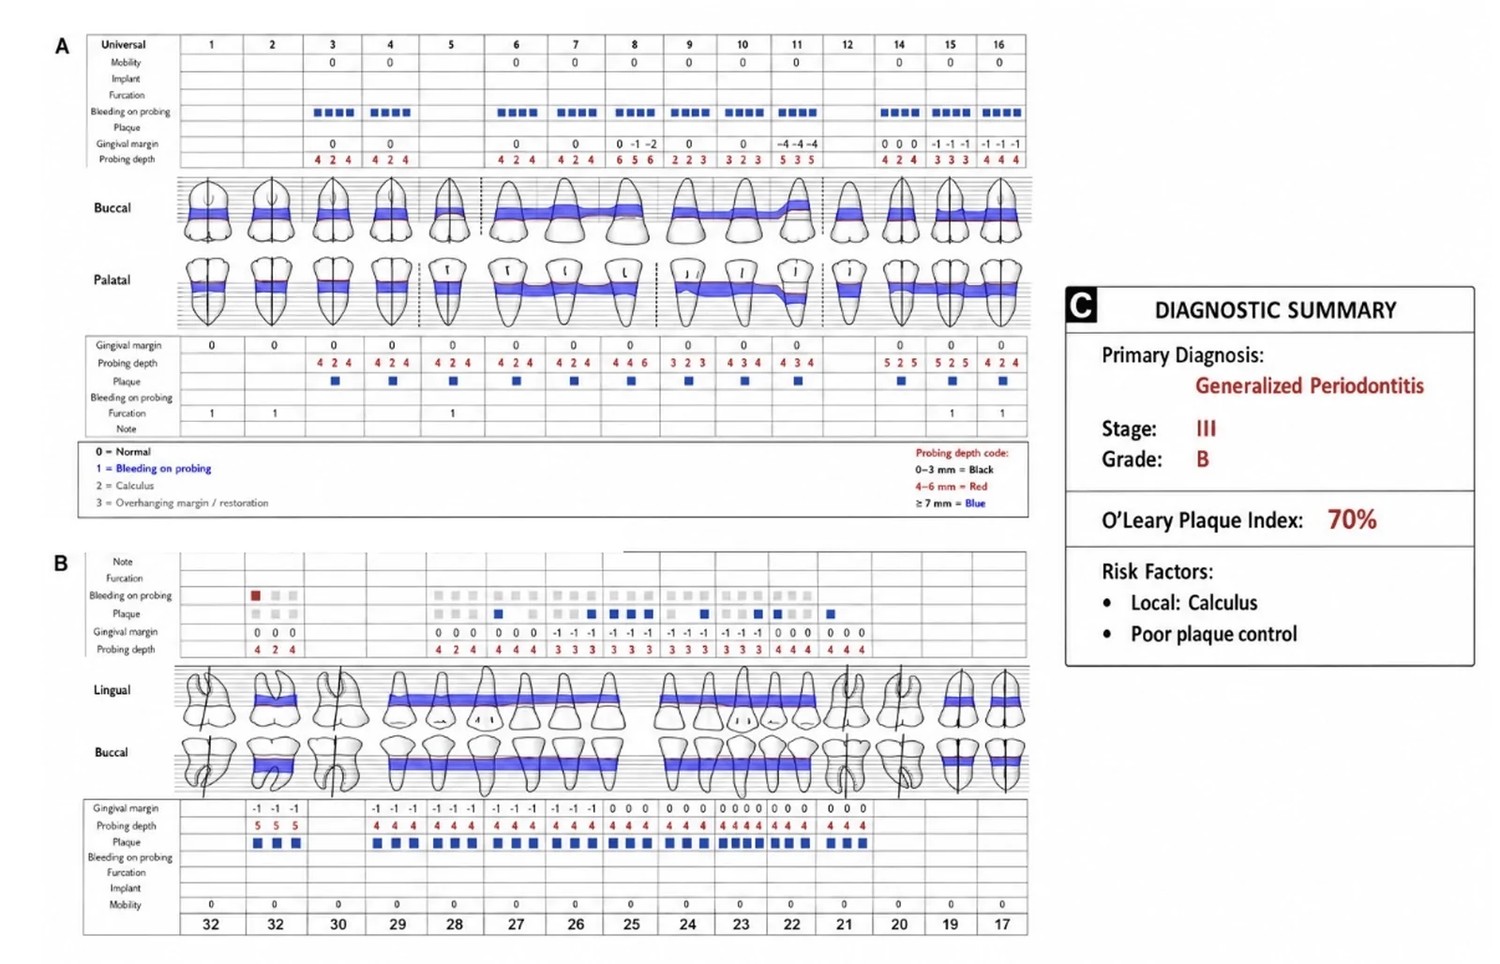 A
Universal 1 2 3 4 5 6 7 8 9 10 11 12 14 15 16
Mobility 0 0 0 0 0 0 0 0 0 0 0
Implant
Furcation
Bleeding on probing
Plaque
Gingival margin 0 0 0 0 0 -1 -2 0 0 -4 -4 -4 0 0 0 -1 -1 -1 -1 -1 -1
Probing depth 4 2 4 4 2 4 4 2 4 4 2 4 6 5 6 2 2 3 3 2 3 5 3 5 4 2 4 3 3 3 4 4 4
Buccal
Palatal
Gingival margin 0 0 0 0 0 0 0 0 0 0 0 0 0 0
Probing depth 4 2 4 4 2 4 4 2 4 4 2 4 4 2 4 4 4 6 3 2 3 4 3 4 4 3 4 5 2 5 5 2 5 4 2 4
Plaque
Bleeding on probing
Furcation 1 1 1 1 1
Note
0 = Normal
1 = Bleeding on probing
2 = Calculus
3 = Overhanging margin / restoration
Probing depth code:
0–3 mm = Black
4–6 mm = Red
≥ 7 mm = Blue
B
Note
Furcation
Bleeding on probing
Plaque
Gingival margin 0 0 0 0 0 0 0 0 0 -1 -1 -1 -1 -1 -1 -1 -1 -1 -1 -1 -1 0 0 0 0 0 0
Probing depth 4 2 4 4 2 4 4 4 4 3 3 3 3 3 3 3 3 3 3 3 3 4 4 4 4 4 4
Lingual
Buccal
Gingival margin -1 -1 -1 -1 -1 -1 -1 -1 -1 -1 -1 -1 -1 -1 -1 0 0 0 0 0 0 0 0 0 0 0 0 0 0 0 0
Probing depth 5 5 5 4 4 4 4 4 4 4 4 4 4 4 4 4 4 4 4 4 4 4 4 4 4 4 4 4 4 4 4
Plaque
Bleeding on probing
Furcation
Implant
Mobility 0 0 0 0 0 0 0 0 0 0 0 0 0 0 0
32 32 30 29 28 27 26 25 24 23 22 21 20 19 17
C DIAGNOSTIC SUMMARY
Primary Diagnosis:
Generalized Periodontitis
Stage: III
Grade: B
O'Leary Plaque Index: 70%
Risk Factors:
• Local: Calculus
• Poor plaque control